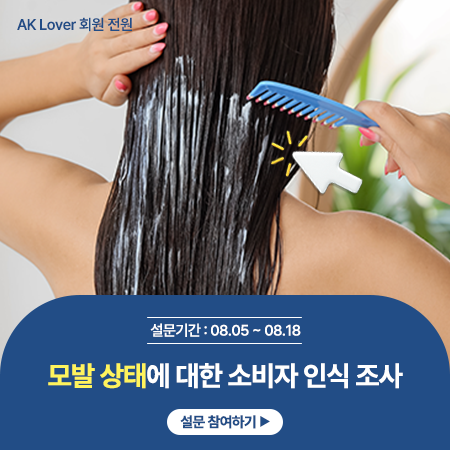 AK Lover 회원 전원
설문기간 : 08.05 ~ 08.18
모발 상태에 대한 소비자 인식 조사
설문 참여하기 ▶